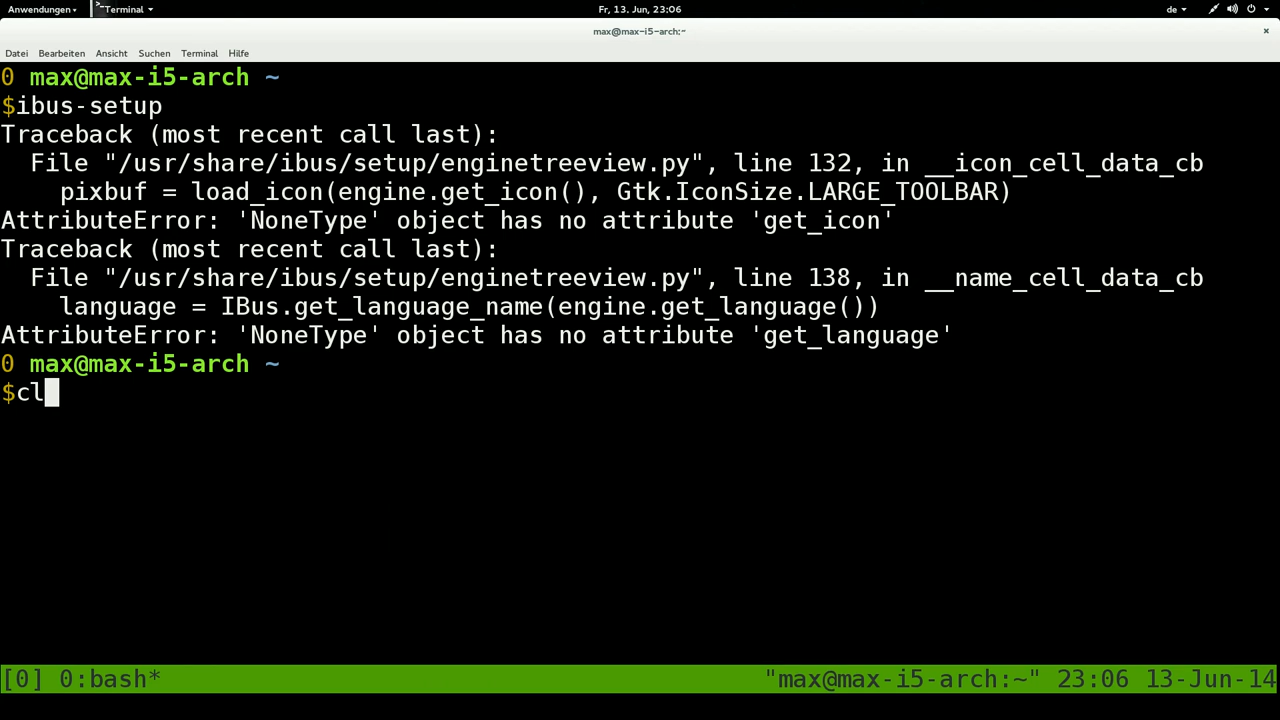 Anwendungen Terminal Fr, 13. Jun, 23:06 de
max@max-i5-arch:~
Datei Bearbeiten Ansicht Suchen Terminal Hilfe
0 max@max-i5-arch ~
$ibus-setup
Traceback (most recent call last):
  File "/usr/share/ibus/setup/enginetreeview.py", line 132, in __icon_cell_data_cb
    pixbuf = load_icon(engine.get_icon(), Gtk.IconSize.LARGE_TOOLBAR)
AttributeError: 'NoneType' object has no attribute 'get_icon'
Traceback (most recent call last):
  File "/usr/share/ibus/setup/enginetreeview.py", line 138, in __name_cell_data_cb
    language = IBus.get_language_name(engine.get_language())
AttributeError: 'NoneType' object has no attribute 'get_language'
0 max@max-i5-arch ~
$cl
[0] 0:bash* "max@max-i5-arch:~" 23:06 13-Jun-14